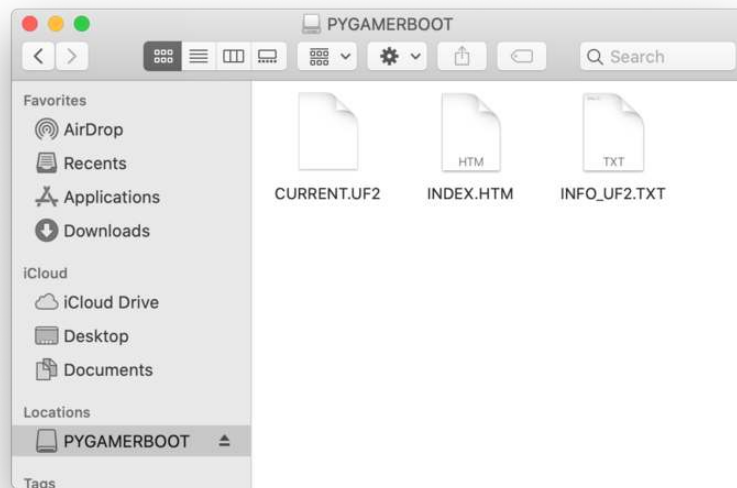 PYGAMERBOOT
Search
Favorites
AirDrop
Recents
Applications
Downloads
iCloud
iCloud Drive
Desktop
Documents
Locations
PYGAMERBOOT
Tags
HTM
TXT
CURRENT.UF2
INDEX.HTM
INFO_UF2.TXT